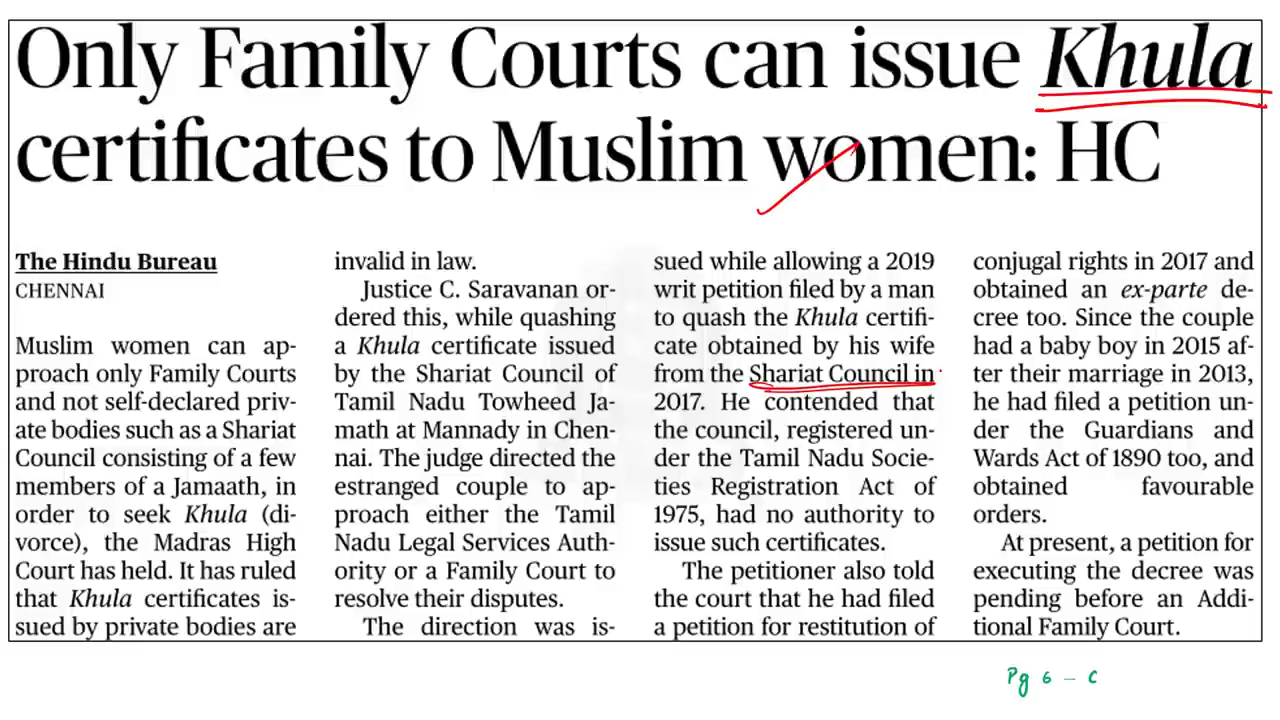 Only Family Courts can issue Khula
certificates to Muslim women: HC
The Hindu Bureau
CHENNAI
Muslim women can ap-
proach only Family Courts
and not self-declared priv-
ate bodies such as a Shariat
Council consisting of a few
members of a Jamaath, in
order to seek Khula (di-
vorce), the Madras High
Court has held. It has ruled
that Khula certificates is-
sued by private bodies are
invalid in law.
Justice C. Saravanan or-
dered this, while quashing
a Khula certificate issued
by the Shariat Council of
Tamil Nadu Towheed Ja-
math at Mannady in Chen-
nai. The judge directed the
estranged couple to ap-
proach either the Tamil
Nadu Legal Services Auth-
ority or a Family Court to
resolve their disputes.
The direction was is-
sued while allowing a 2019
writ petition filed by a man
to quash the Khula certifi-
cate obtained by his wife
from the Shariat Council in
2017. He contended that
the council, registered un-
der the Tamil Nadu Socie-
ties Registration Act of
1975, had no authority to
issue such certificates.
The petitioner also told
the court that he had filed
a petition for restitution of
conjugal rights in 2017 and
obtained an ex-parte de-
cree too. Since the couple
had a baby boy in 2015 af-
ter their marriage in 2013,
he had filed a petition un-
der the Guardians and
Wards Act of 1890 too, and
obtained favourable
orders.
At present, a petition for
executing the decree was
pending before an Addi-
tional Family Court.
Pg 6 - C